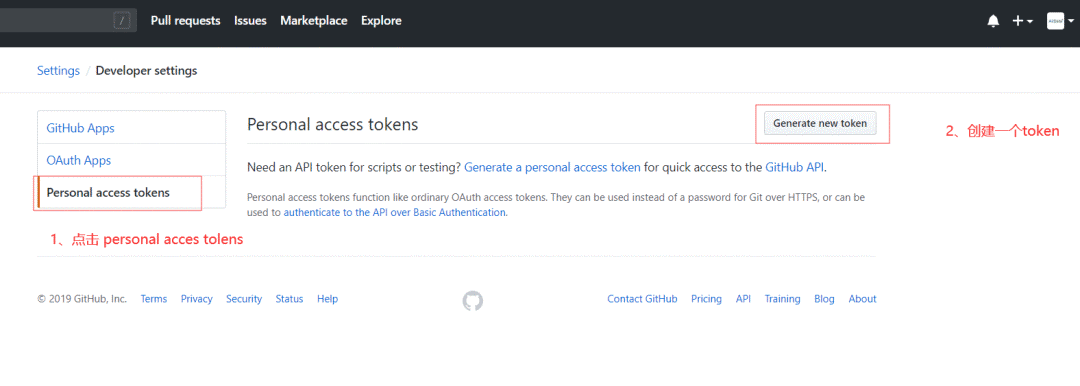 / Pull requests Issues Marketplace Explore
Settings / Developer settings
GitHub Apps
OAuth Apps
Personal access tokens
1、点击 personal acces tolens
Personal access tokens
Generate new token
2、创建一个token
Need an API token for scripts or testing? Generate a personal access token for quick access to the GitHub API.
Personal access tokens function like ordinary OAuth access tokens. They can be used instead of a password for Git over HTTPS, or can be
used to authenticate to the API over Basic Authentication.
© 2019 GitHub, Inc. Terms Privacy Security Status Help
Contact GitHub Pricing API Training Blog About